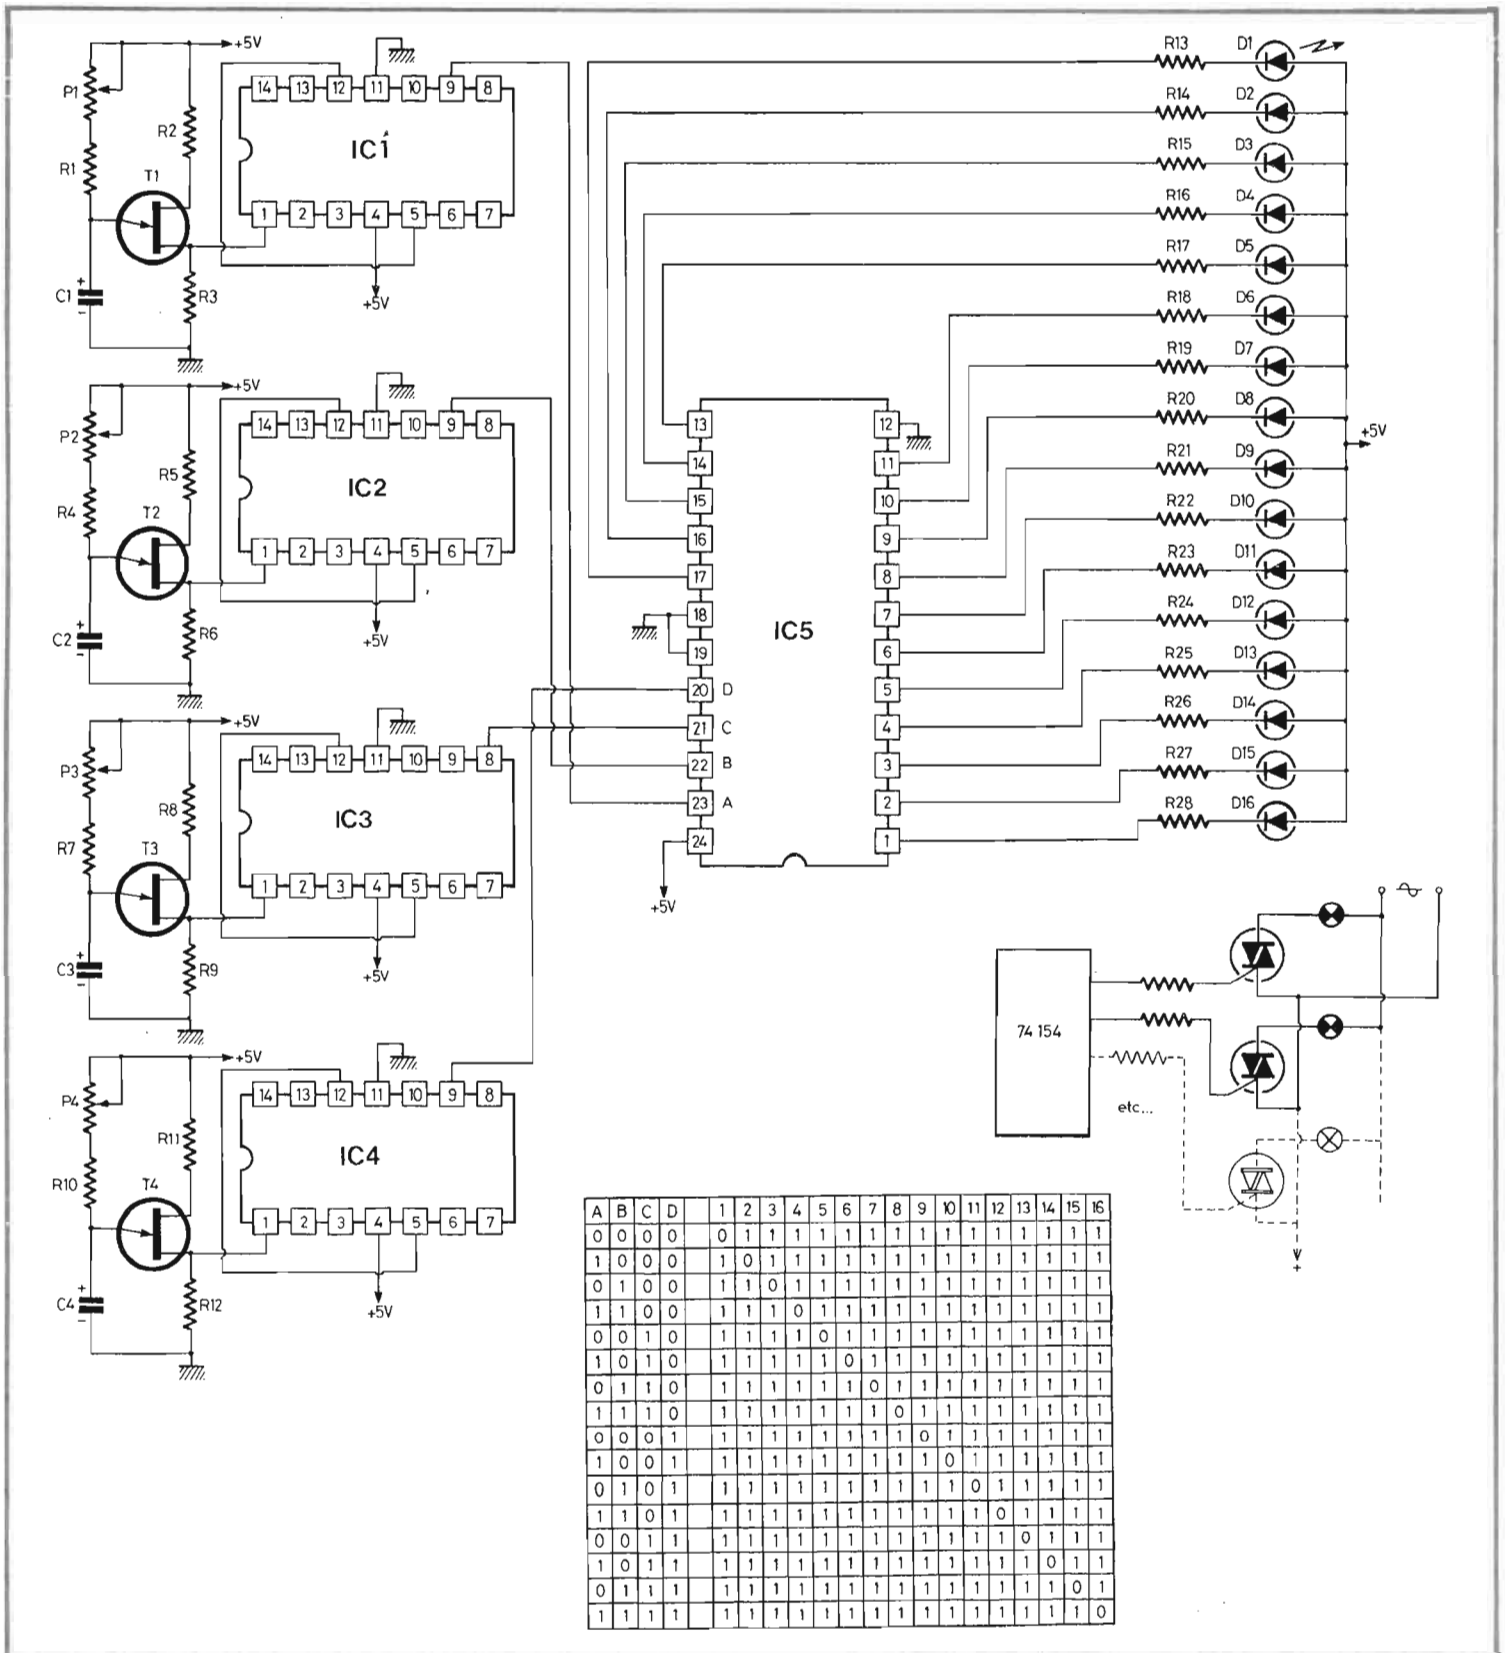 +5V
P1
R1
R2
T1
C1
+
-
R3
14 13 12 11 10 9 8
IC1
1 2 3 4 5 6 7
+5V
+5V
P2
R4
R5
T2
C2
+
-
R6
14 13 12 11 10 9 8
IC2
1 2 3 4 5 6 7
+5V
+5V
P3
R7
R8
T3
C3
+
-
R9
14 13 12 11 10 9 8
IC3
1 2 3 4 5 6 7
+5V
+5V
P4
R10
R11
T4
C4
+
-
R12
14 13 12 11 10 9 8
IC4
1 2 3 4 5 6 7
+5V
R13 D1
R14 D2
R15 D3
R16 D4
R17 D5
R18 D6
R19 D7
R20 D8
R21 D9
R22 D10
R23 D11
R24 D12
R25 D13
R26 D14
R27 D15
R28 D16
+5V
IC5
13 12
14 11
15 10
16 9
17 8
18 7
19 6
20 D 5
21 C 4
22 B 3
23 A 2
24 1
+5V
74 154
etc...
+
A B C D 1 2 3 4 5 6 7 8 9 10 11 12 13 14 15 16
0 0 0 0 0 1 1 1 1 1 1 1 1 1 1 1 1 1 1 1
1 0 0 0 1 0 1 1 1 1 1 1 1 1 1 1 1 1 1 1
0 1 0 0 1 1 0 1 1 1 1 1 1 1 1 1 1 1 1 1
1 1 0 0 1 1 1 0 1 1 1 1 1 1 1 1 1 1 1 1
0 0 1 0 1 1 1 1 0 1 1 1 1 1 1 1 1 1 1 1
1 0 1 0 1 1 1 1 1 0 1 1 1 1 1 1 1 1 1 1
0 1 1 0 1 1 1 1 1 1 0 1 1 1 1 1 1 1 1 1
1 1 1 0 1 1 1 1 1 1 1 0 1 1 1 1 1 1 1 1
0 0 0 1 1 1 1 1 1 1 1 1 0 1 1 1 1 1 1 1
1 0 0 1 1 1 1 1 1 1 1 1 1 0 1 1 1 1 1 1
0 1 0 1 1 1 1 1 1 1 1 1 1 1 0 1 1 1 1 1
1 1 0 1 1 1 1 1 1 1 1 1 1 1 1 0 1 1 1 1
0 0 1 1 1 1 1 1 1 1 1 1 1 1 1 1 0 1 1 1
1 0 1 1 1 1 1 1 1 1 1 1 1 1 1 1 1 0 1 1
0 1 1 1 1 1 1 1 1 1 1 1 1 1 1 1 1 1 0 1
1 1 1 1 1 1 1 1 1 1 1 1 1 1 1 1 1 1 1 0